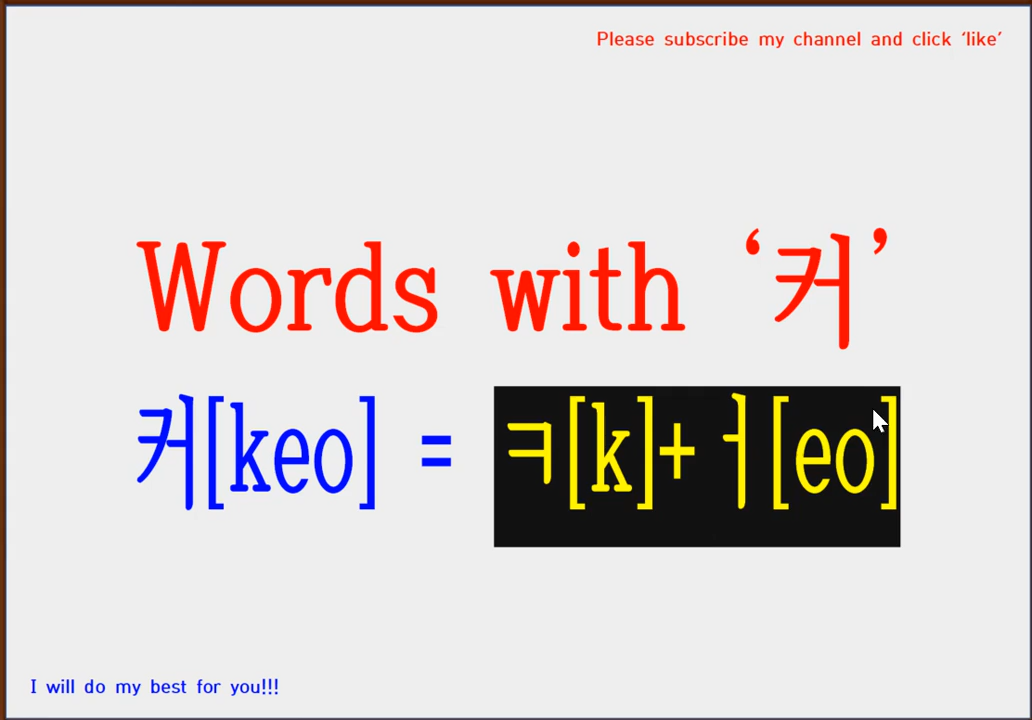 Please subscribe my channel and click ‘like’
Words with ‘커’
커[keo] = ㅋ[k]+ㅓ[eo]
I will do my best for you!!!